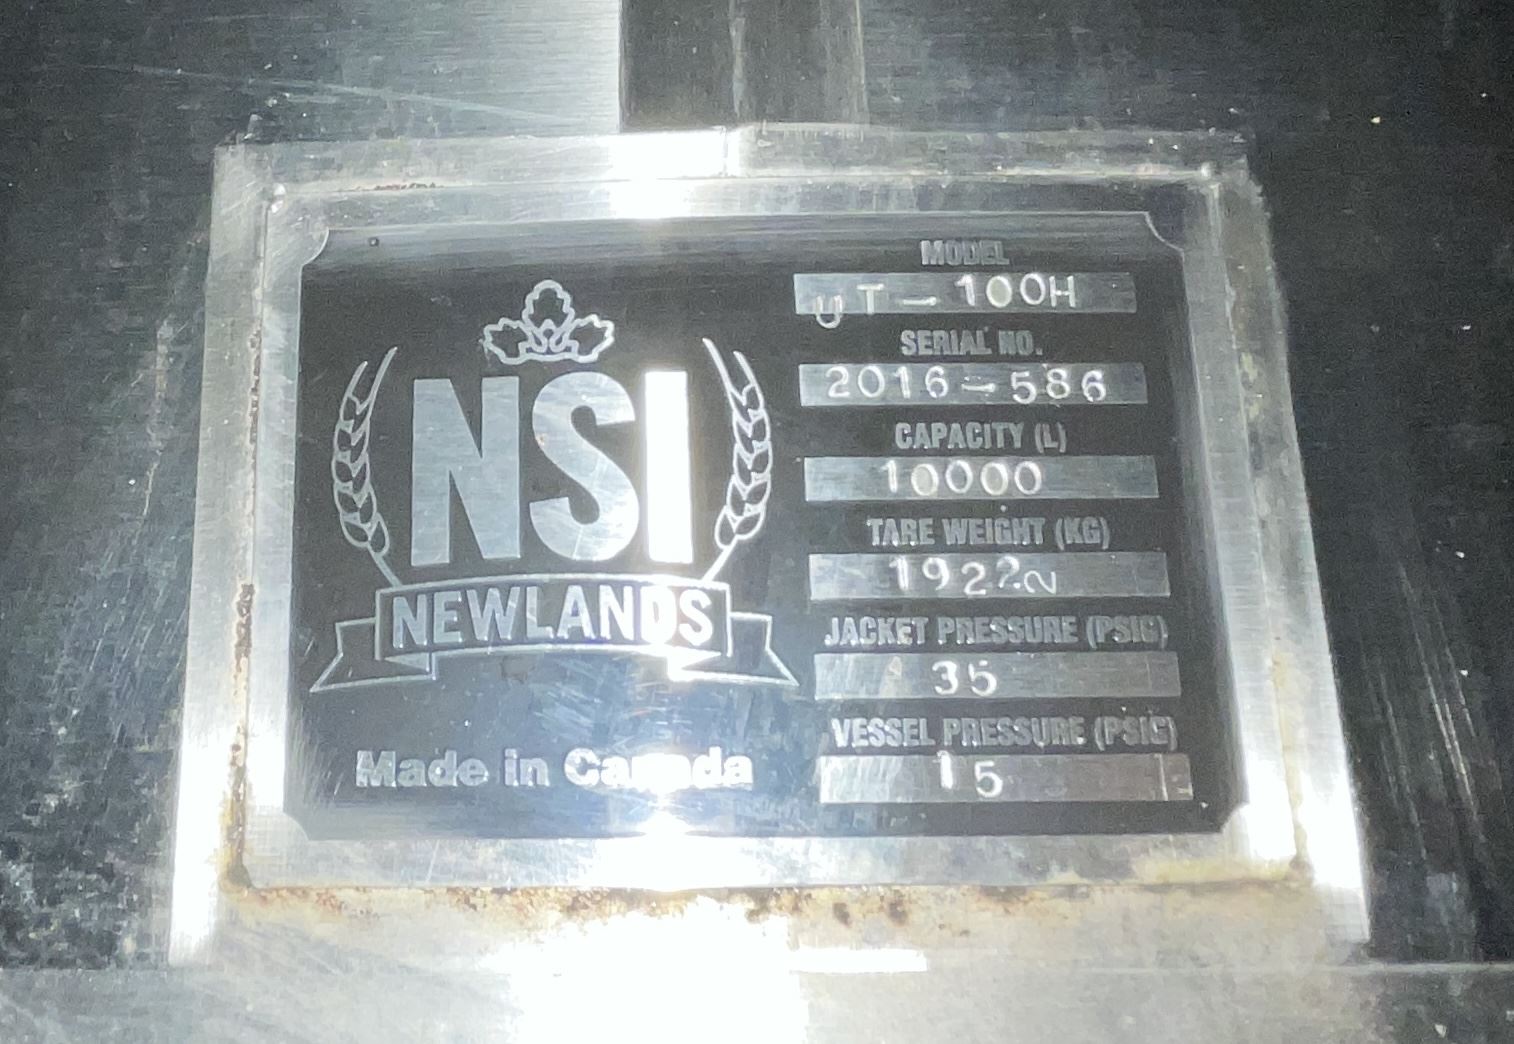 NSI
NEWLANDS
Made in Canada
MODEL
UT-100H
SERIAL NO.
2016-586
CAPACITY (L)
10000
TARE WEIGHT (KG)
1922
JACKET PRESSURE (PSIG)
35
VESSEL PRESSURE (PSIG)
15